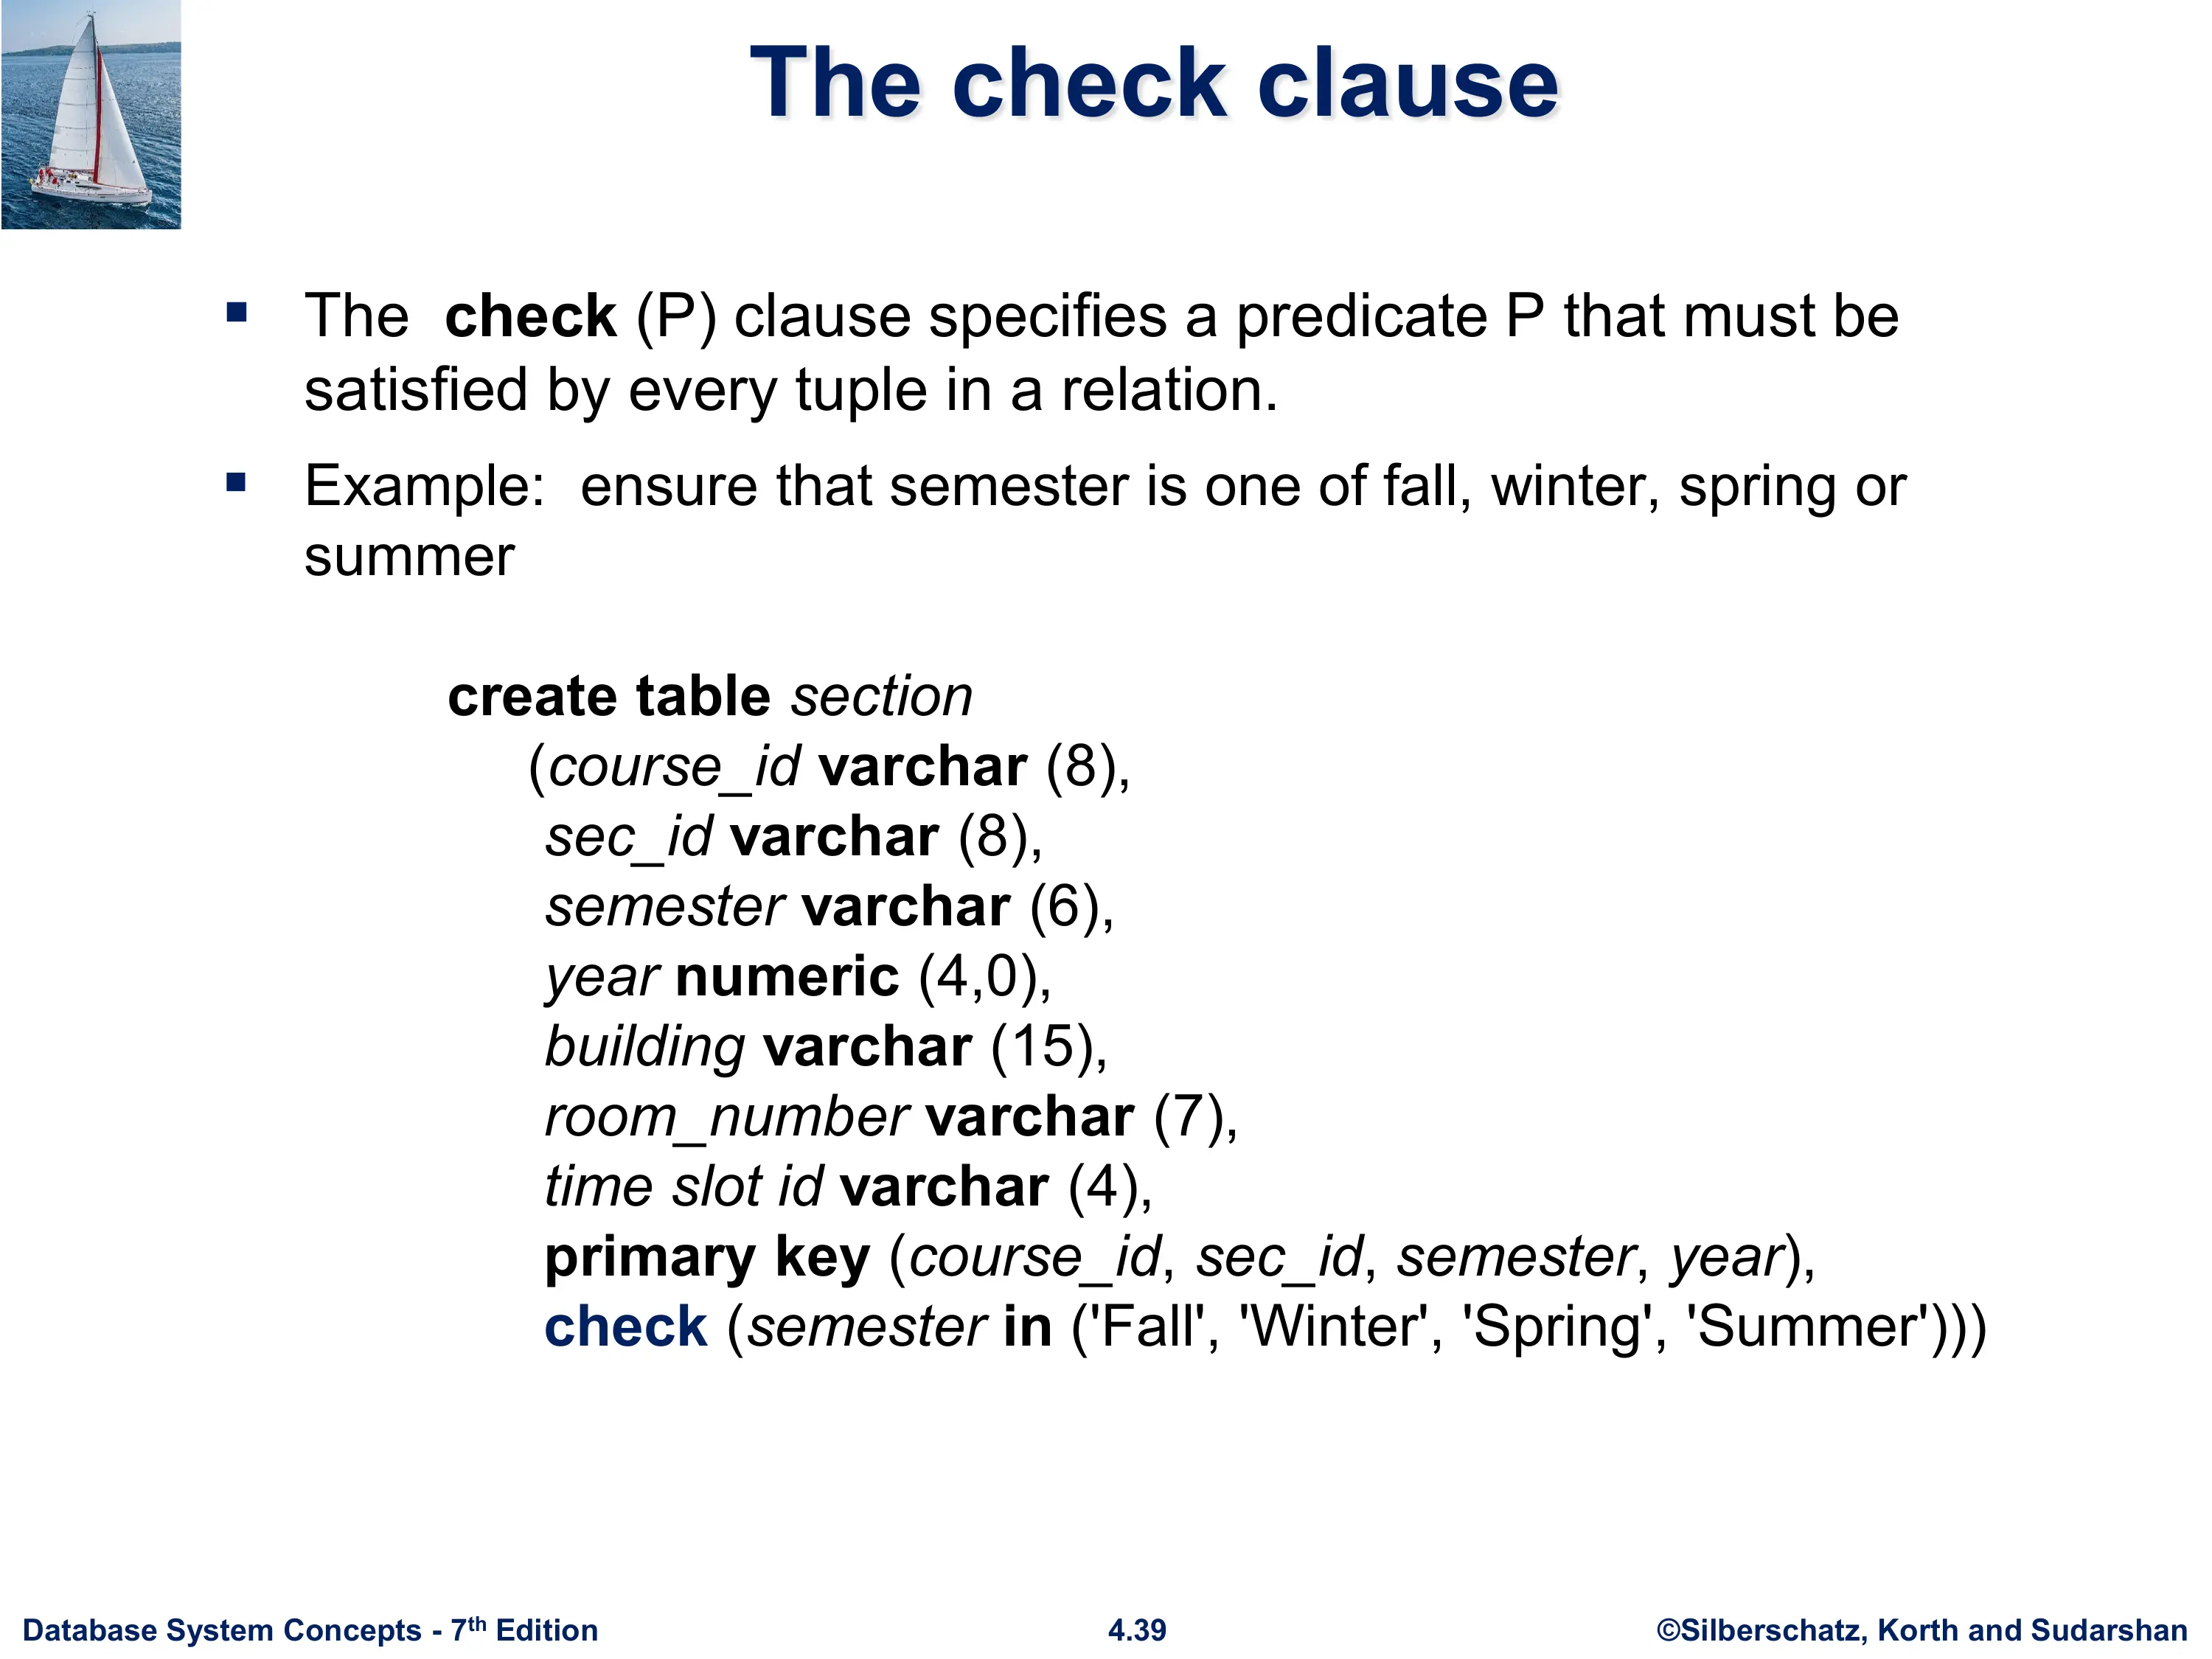 The check clause
▪ The check (P) clause specifies a predicate P that must be
satisfied by every tuple in a relation.
▪ Example: ensure that semester is one of fall, winter, spring or
summer
create table section
(course_id varchar (8),
sec_id varchar (8),
semester varchar (6),
year numeric (4,0),
building varchar (15),
room_number varchar (7),
time slot id varchar (4),
primary key (course_id, sec_id, semester, year),
check (semester in ('Fall', 'Winter', 'Spring', 'Summer')))
Database System Concepts - 7th Edition
4.39
©Silberschatz, Korth and Sudarshan